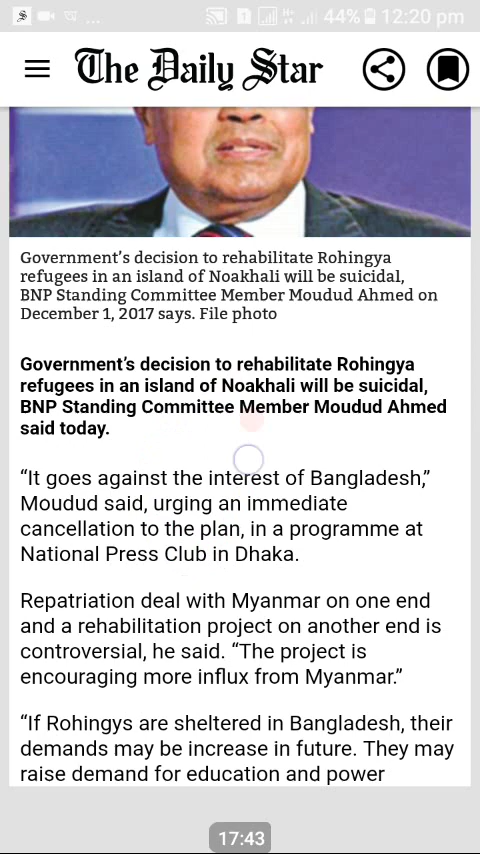 44% 12:20 pm
The Daily Star
Government’s decision to rehabilitate Rohingya
refugees in an island of Noakhali will be suicidal,
BNP Standing Committee Member Moudud Ahmed on
December 1, 2017 says. File photo
Government’s decision to rehabilitate Rohingya
refugees in an island of Noakhali will be suicidal,
BNP Standing Committee Member Moudud Ahmed
said today.
“It goes against the interest of Bangladesh,”
Moudud said, urging an immediate
cancellation to the plan, in a programme at
National Press Club in Dhaka.
Repatriation deal with Myanmar on one end
and a rehabilitation project on another end is
controversial, he said. “The project is
encouraging more influx from Myanmar.”
“If Rohingys are sheltered in Bangladesh, their
demands may be increase in future. They may
raise demand for education and power
17:43